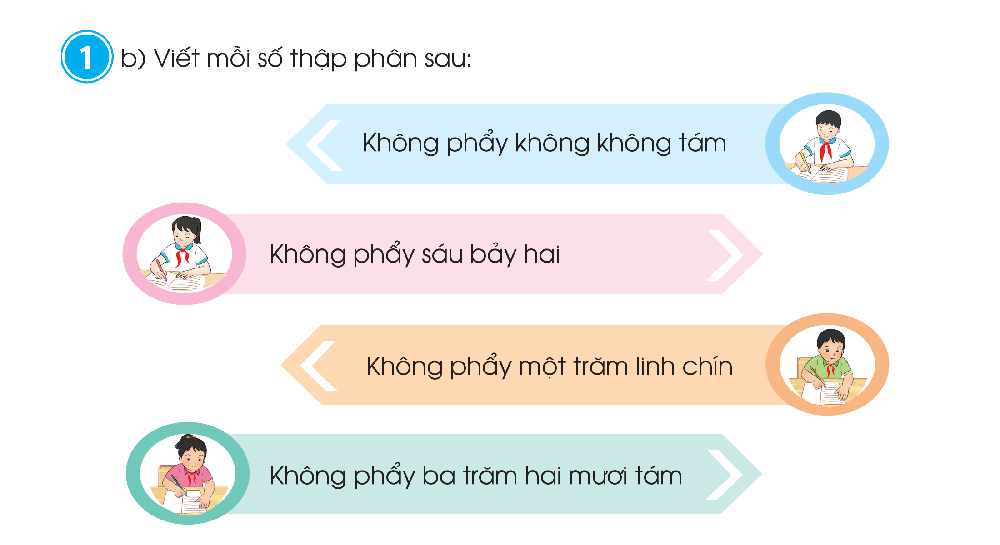 1 b) Viết mỗi số thập phân sau:
Không phẩy không không tám
Không phẩy sáu bảy hai
Không phẩy một trăm linh chín
Không phẩy ba trăm hai mươi tám